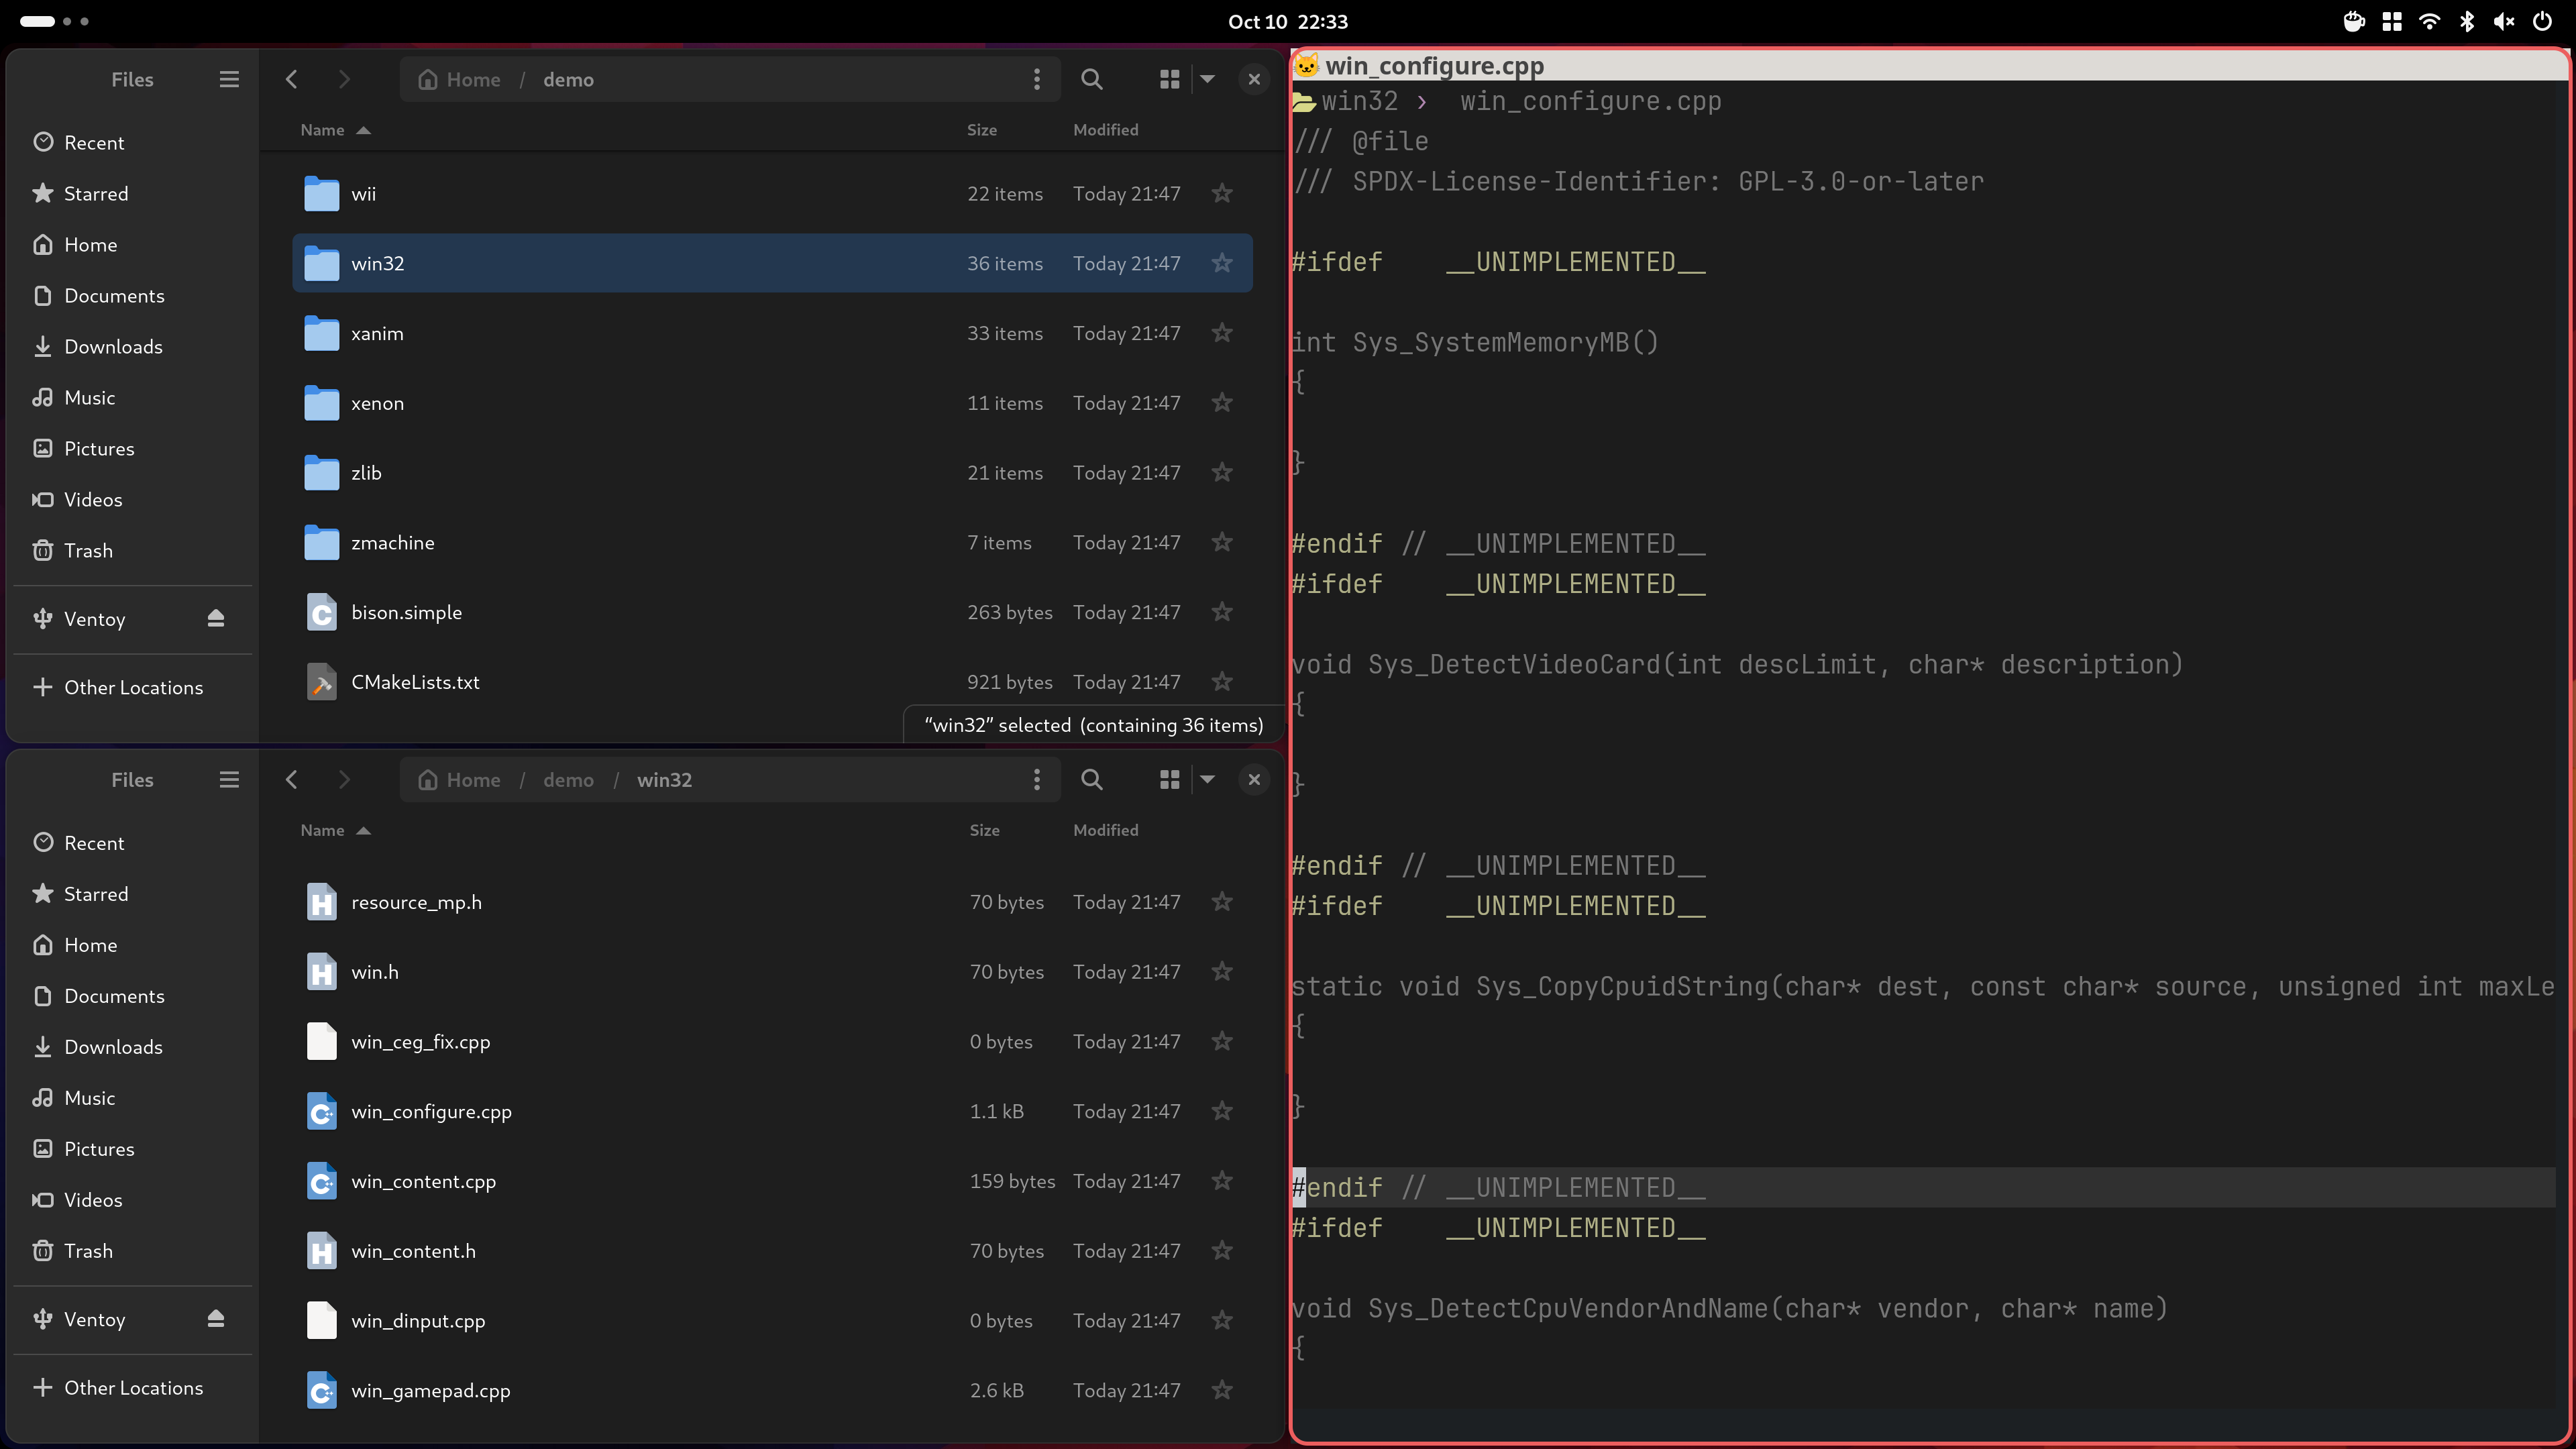 Oct 10 22:33
Files
Home / demo
Name Size Modified
Recent
Starred
Home
Documents
Downloads
Music
Pictures
Videos
Trash
Ventoy
Other Locations
wii 22 items Today 21:47
win32 36 items Today 21:47
xanim 33 items Today 21:47
xenon 11 items Today 21:47
zlib 21 items Today 21:47
zmachine 7 items Today 21:47
bison.simple 263 bytes Today 21:47
CMakeLists.txt 921 bytes Today 21:47
“win32” selected (containing 36 items)
Files
Home / demo / win32
Name Size Modified
Recent
Starred
Home
Documents
Downloads
Music
Pictures
Videos
Trash
Ventoy
Other Locations
resource_mp.h 70 bytes Today 21:47
win.h 70 bytes Today 21:47
win_ceg_fix.cpp 0 bytes Today 21:47
win_configure.cpp 1.1 kB Today 21:47
win_content.cpp 159 bytes Today 21:47
win_content.h 70 bytes Today 21:47
win_dinput.cpp 0 bytes Today 21:47
win_gamepad.cpp 2.6 kB Today 21:47
win_configure.cpp
win32 › win_configure.cpp
/// @file
/// SPDX-License-Identifier: GPL-3.0-or-later
#ifdef __UNIMPLEMENTED__
int Sys_SystemMemoryMB()
{
}
#endif // __UNIMPLEMENTED__
#ifdef __UNIMPLEMENTED__
void Sys_DetectVideoCard(int descLimit, char* description)
{
}
#endif // __UNIMPLEMENTED__
#ifdef __UNIMPLEMENTED__
static void Sys_CopyCpuidString(char* dest, const char* source, unsigned int maxLe
{
}
#endif // __UNIMPLEMENTED__
#ifdef __UNIMPLEMENTED__
void Sys_DetectCpuVendorAndName(char* vendor, char* name)
{